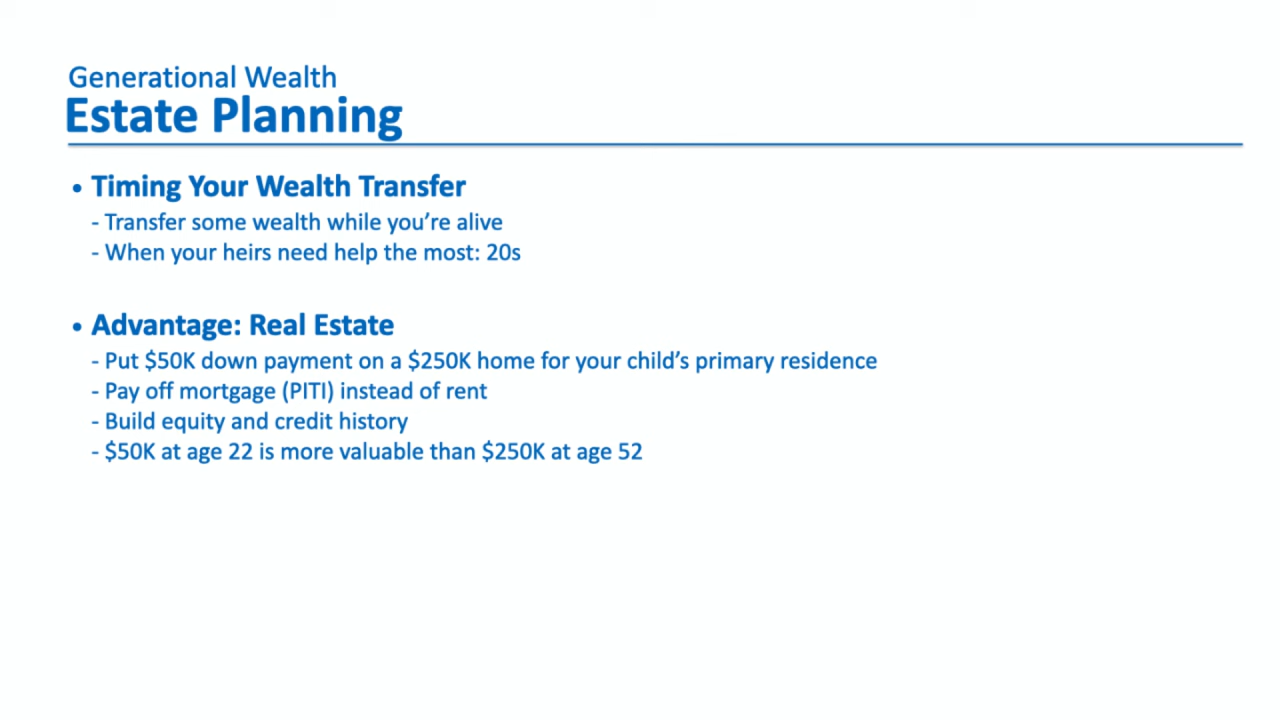 Generational Wealth
Estate Planning
• Timing Your Wealth Transfer
- Transfer some wealth while you’re alive
- When your heirs need help the most: 20s
• Advantage: Real Estate
- Put $50K down payment on a $250K home for your child’s primary residence
- Pay off mortgage (PITI) instead of rent
- Build equity and credit history
- $50K at age 22 is more valuable than $250K at age 52